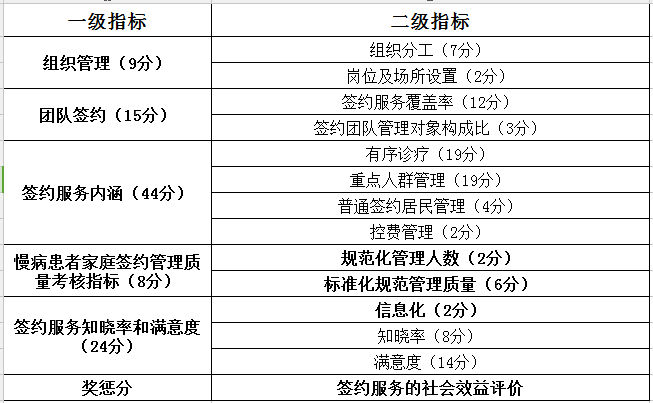 一级指标 二级指标
组织管理（9分） 组织分工（7分）
岗位及场所设置（2分）
团队签约（15分） 签约服务覆盖率（12分）
签约团队管理对象构成比（3分）
签约服务内涵（44分） 有序诊疗（19分）
重点人群管理（19分）
普通签约居民管理（4分）
控费管理（2分）
慢病患者家庭签约管理质
量考核指标（8分）
规范化管理人数（2分）
标准化规范管理质量（6分）
签约服务知晓率和满意度
（24分）
信息化（2分）
知晓率（8分）
满意度（14分）
奖惩分 签约服务的社会效益评价